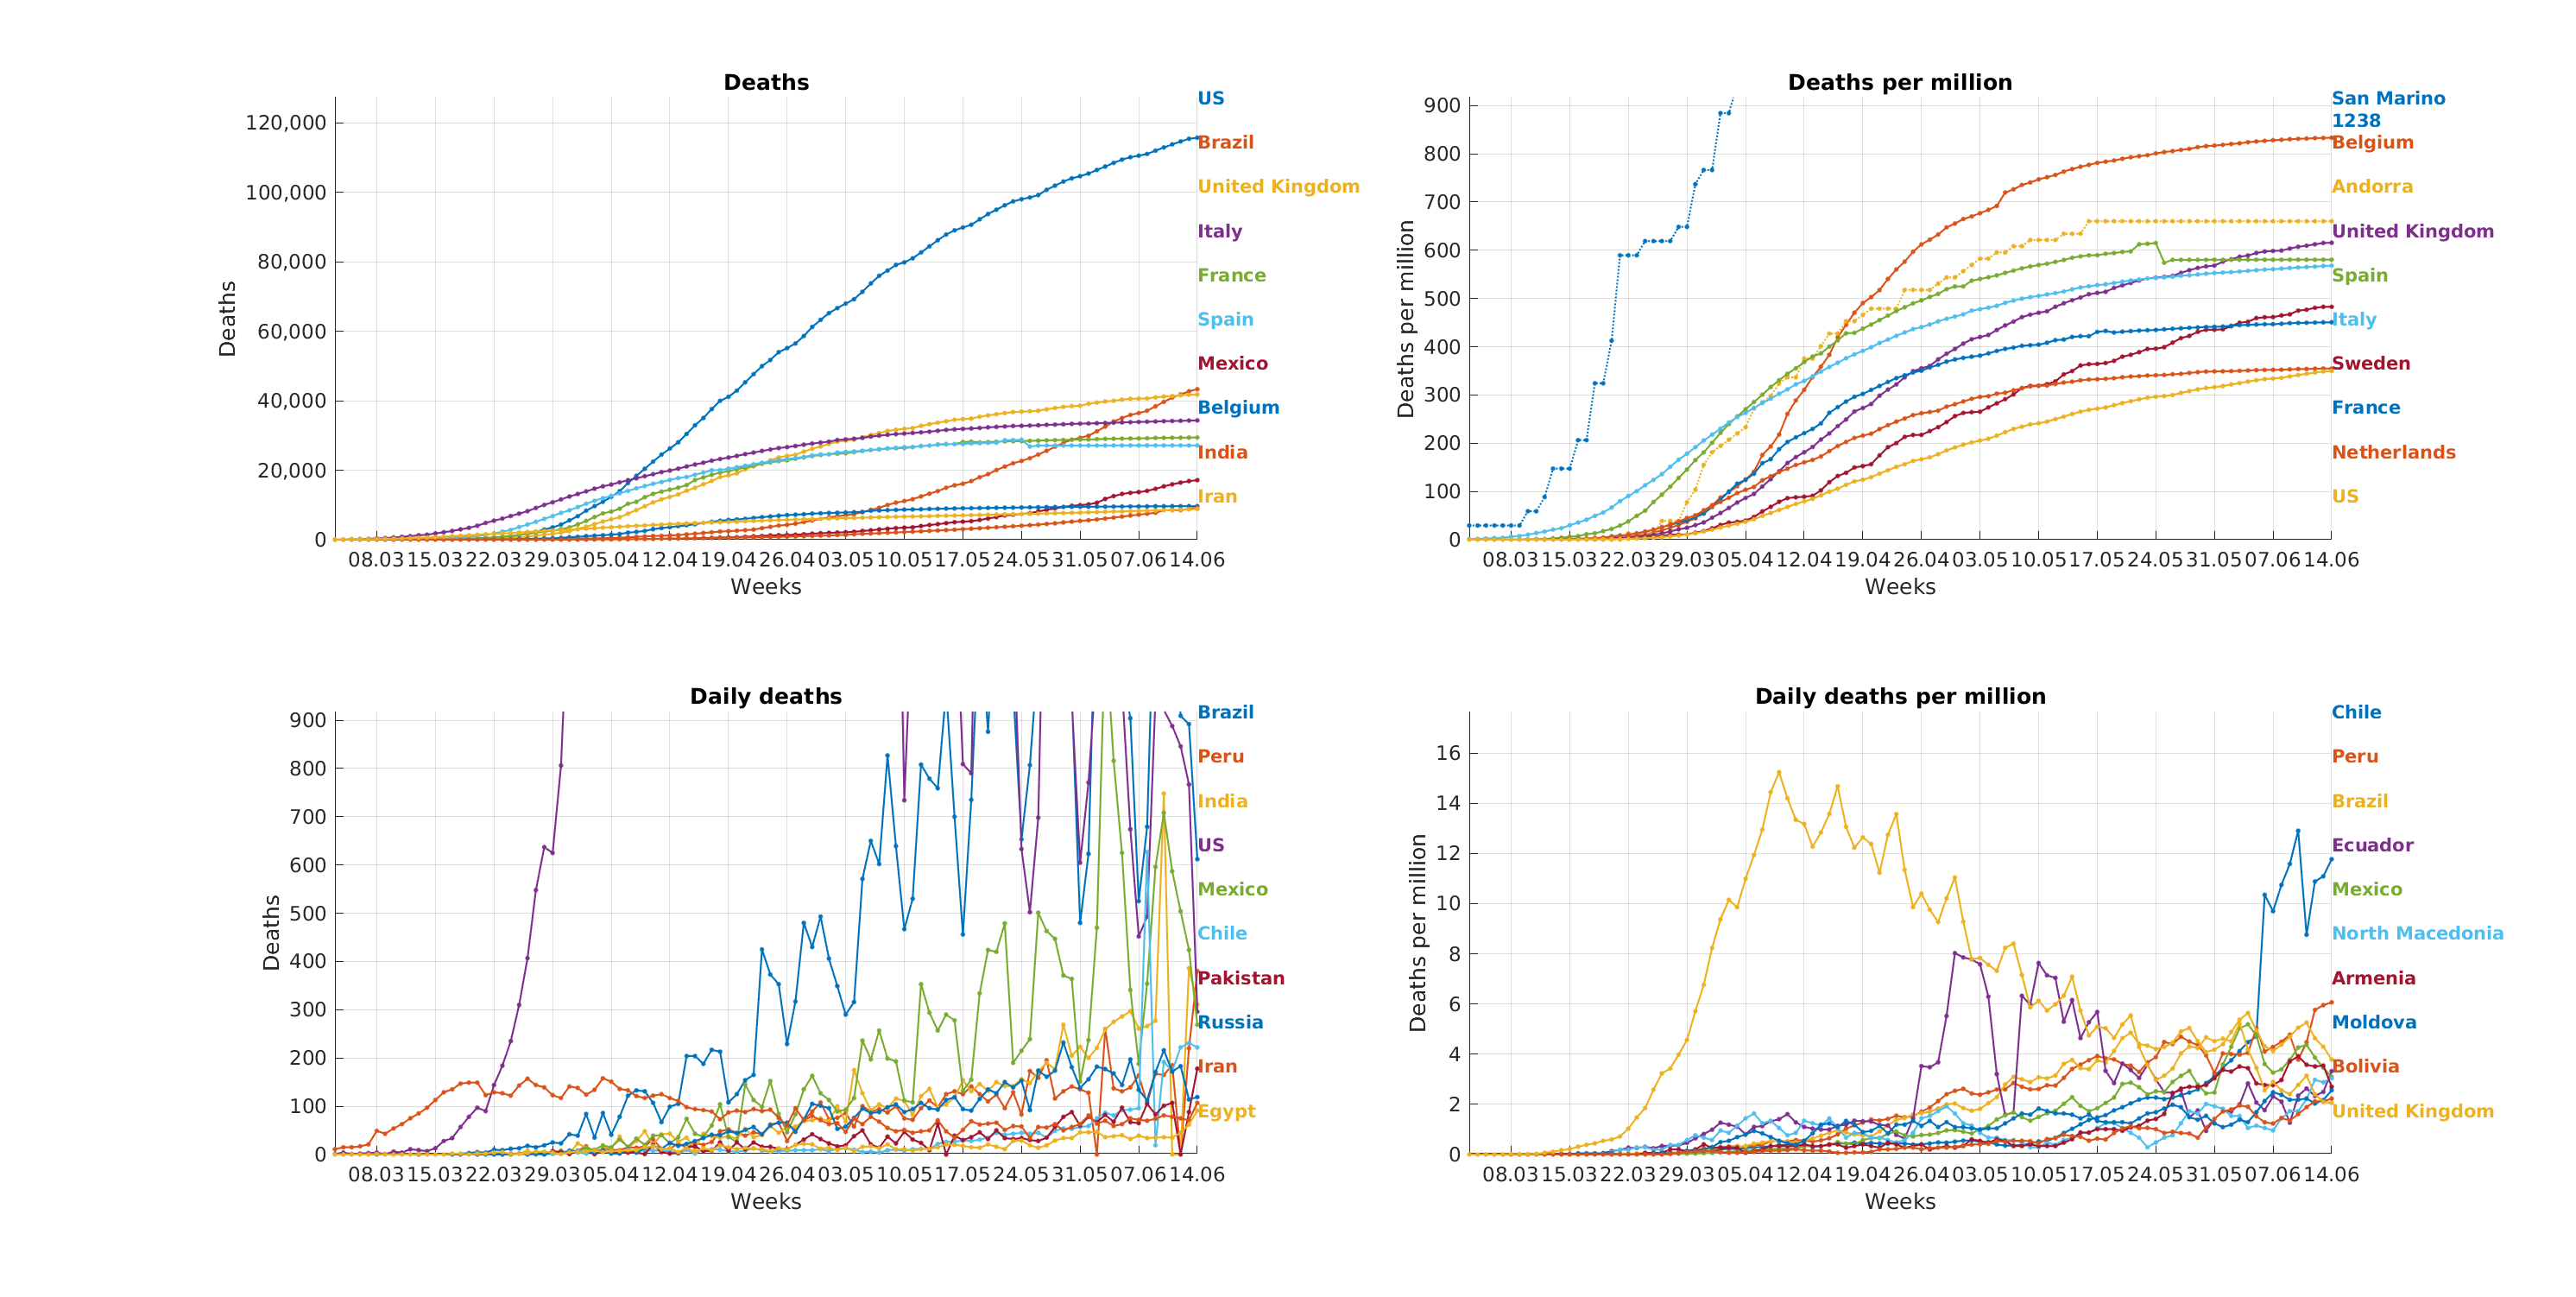 Deaths
120,000
100,000
80,000
60,000
40,000
20,000
0
Deaths
08.03 15.03 22.03 29.03 05.04 12.04 19.04 26.04 03.05 10.05 17.05 24.05 31.05 07.06 14.06
Weeks
US
Brazil
United Kingdom
Italy
France
Spain
Mexico
Belgium
India
Iran
Deaths per million
900
800
700
600
500
400
300
200
100
0
Deaths per million
08.03 15.03 22.03 29.03 05.04 12.04 19.04 26.04 03.05 10.05 17.05 24.05 31.05 07.06 14.06
Weeks
San Marino
1238
Belgium
Andorra
United Kingdom
Spain
Italy
Sweden
France
Netherlands
US
Daily deaths
900
800
700
600
500
400
300
200
100
0
Deaths
08.03 15.03 22.03 29.03 05.04 12.04 19.04 26.04 03.05 10.05 17.05 24.05 31.05 07.06 14.06
Weeks
Brazil
Peru
India
US
Mexico
Chile
Pakistan
Russia
Iran
Egypt
Daily deaths per million
16
14
12
10
8
6
4
2
0
Deaths per million
08.03 15.03 22.03 29.03 05.04 12.04 19.04 26.04 03.05 10.05 17.05 24.05 31.05 07.06 14.06
Weeks
Chile
Peru
Brazil
Ecuador
Mexico
North Macedonia
Armenia
Moldova
Bolivia
United Kingdom